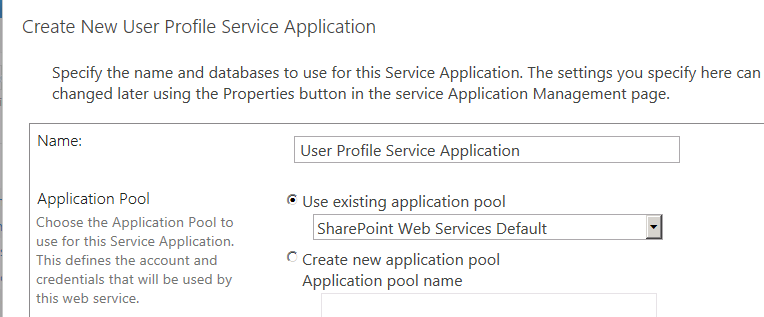 Create New User Profile Service Application
Specify the name and databases to use for this Service Application. The settings you specify here can
changed later using the Properties button in the service Application Management page.
Name:
User Profile Service Application
Application Pool
Choose the Application Pool to
use for this Service Application.
This defines the account and
credentials that will be used by
this web service.
Use existing application pool
SharePoint Web Services Default
Create new application pool
Application pool name